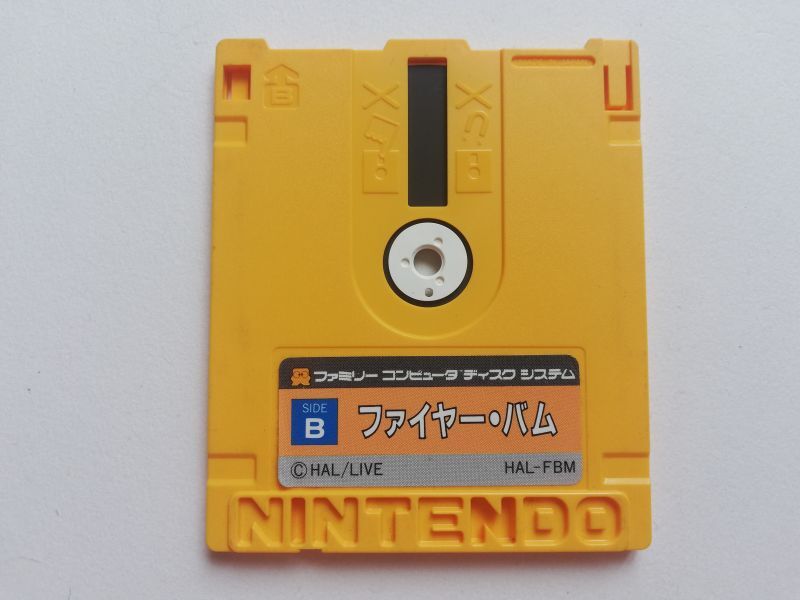 B
ファミリー コンピュータ ディスク システム
SIDE
B
ファイヤー・バム
©HAL/LIVE
HAL-FBM
NINTENDO